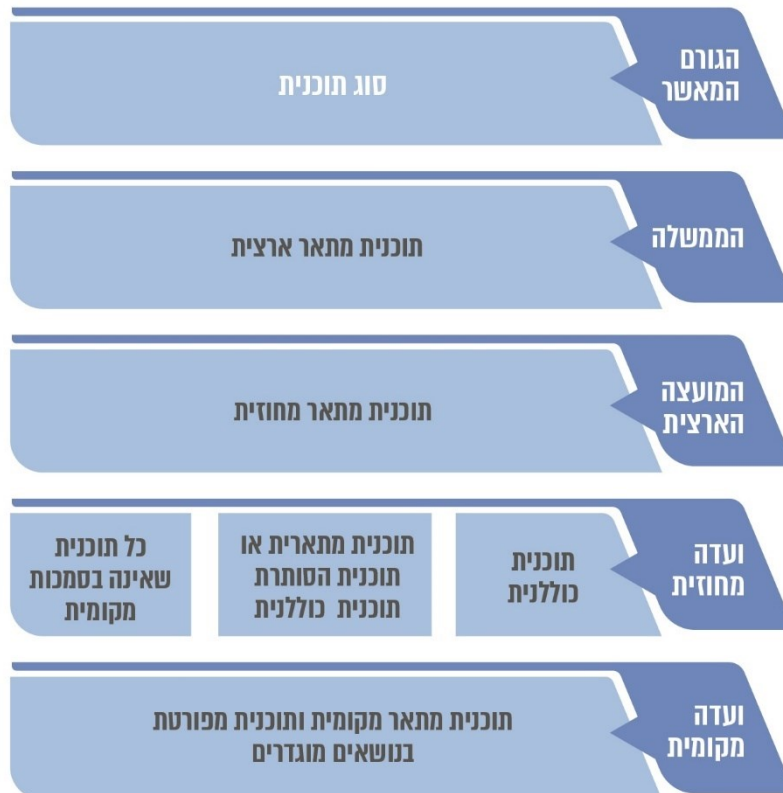 הגורם
המאשר
סוג תוכנית
הממשלה
תוכנית מתאר ארצית
המועצה
הארצית
תוכנית מתאר מחוזית
ועדה
מחוזית
תוכנית
כוללנית
תוכנית מתארית או
תוכנית הסותרת
תוכנית כוללנית
כל תוכנית
שאינה בסמכות
מקומית
ועדה
מקומית
תוכנית מתאר מקומית ותוכנית מפורטת
בנושאים מוגדרים